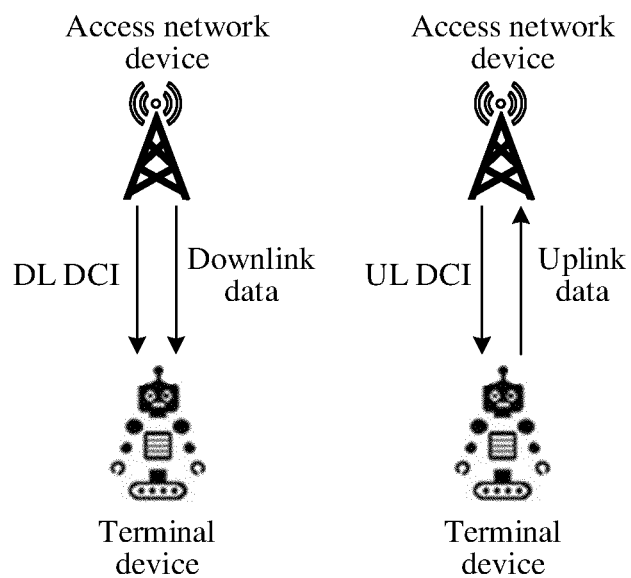 Access network
device
DL DCI
Downlink
data
Terminal
device
Access network
device
UL DCI
Uplink
data
Terminal
device